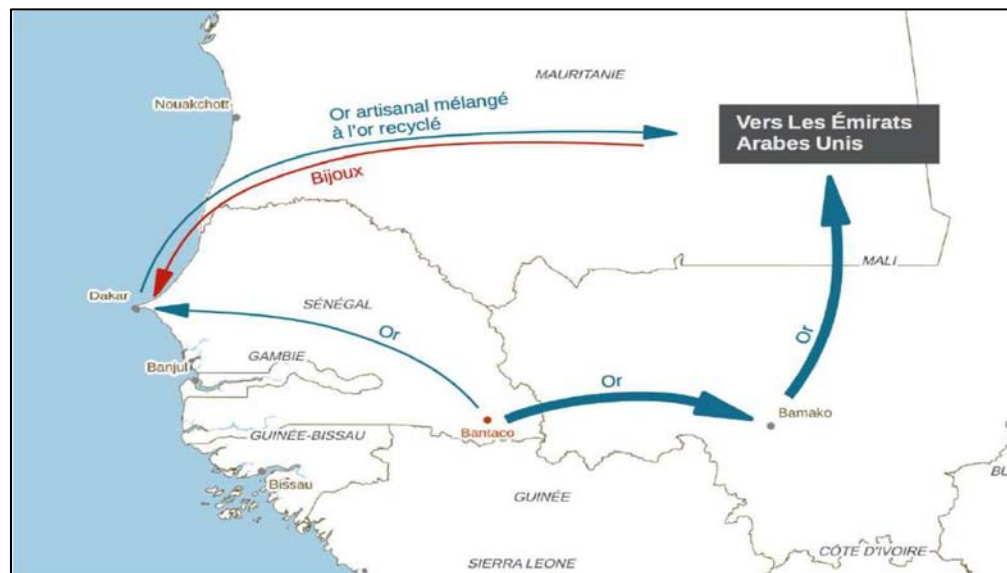 MAURITANIE
Nouakchott
Or artisanal mélangé
à l'or recyclé
Vers Les Émirats
Arabes Unis
Bijoux
MALI
Dakar
SÉNÉGAL
Or
Or
Banjul
GAMBIE
Or
Bamako
Bantaco
GUINÉE-BISSAU
Bissau
BU
GUINÉE
CÔTE D'IVOIRE
SIERRA LEONE